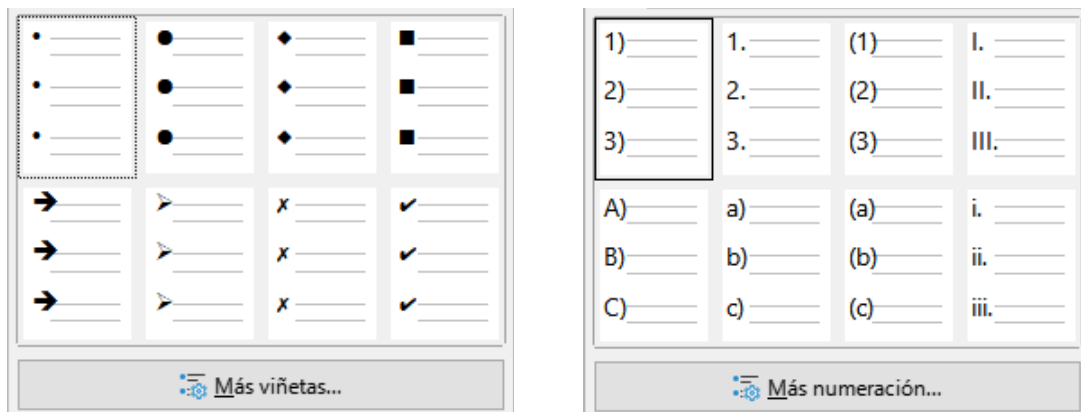 1) 1. (1) I.
2) 2. (2) II.
3) 3. (3) III.
A) a) (a) i.
B) b) (b) ii.
C) c) (c) iii.
Más viñetas...
Más numeración...